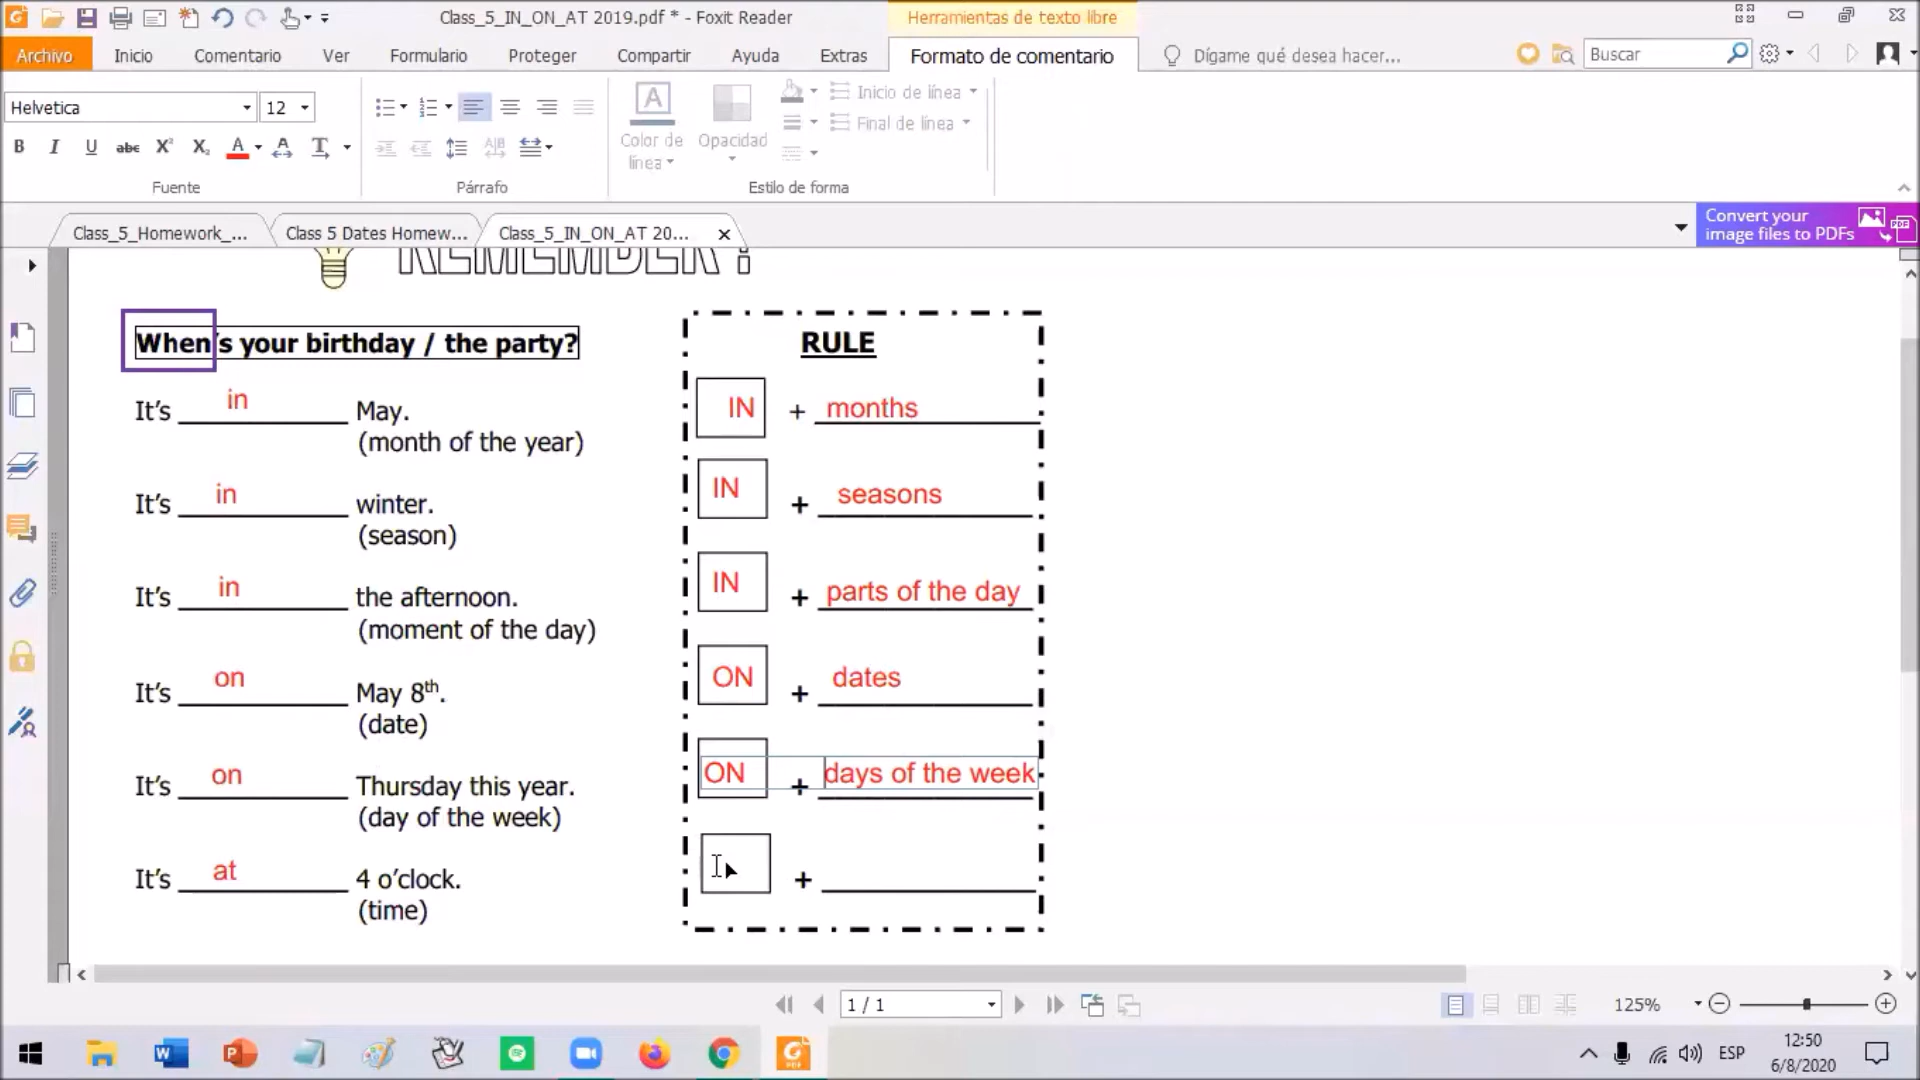 Class_5_IN_ON_AT 2019.pdf * - Foxit Reader
Herramientas de texto libre
Archivo Inicio Comentario Ver Formulario Proteger Compartir Ayuda Extras Formato de comentario Dígame qué desea hacer... Buscar
Helvetica 12
Inicio de línea
Final de línea
Color de línea Opacidad
B I U abc X² X₂ A A T
Fuente Párrafo Estilo de forma
Class_5_Homework_... Class 5 Dates Homew... Class_5_IN_ON_AT 20...
Convert your
image files to PDFs
REMEMBER!
When's your birthday / the party?
RULE
It's in May.
(month of the year)
IN + months
It's in winter.
(season)
IN + seasons
It's in the afternoon.
(moment of the day)
IN + parts of the day
It's on May 8th.
(date)
ON + dates
It's on Thursday this year.
(day of the week)
ON + days of the week
It's at 4 o'clock.
(time)
+
1 / 1
125%
ESP
12:50
6/8/2020